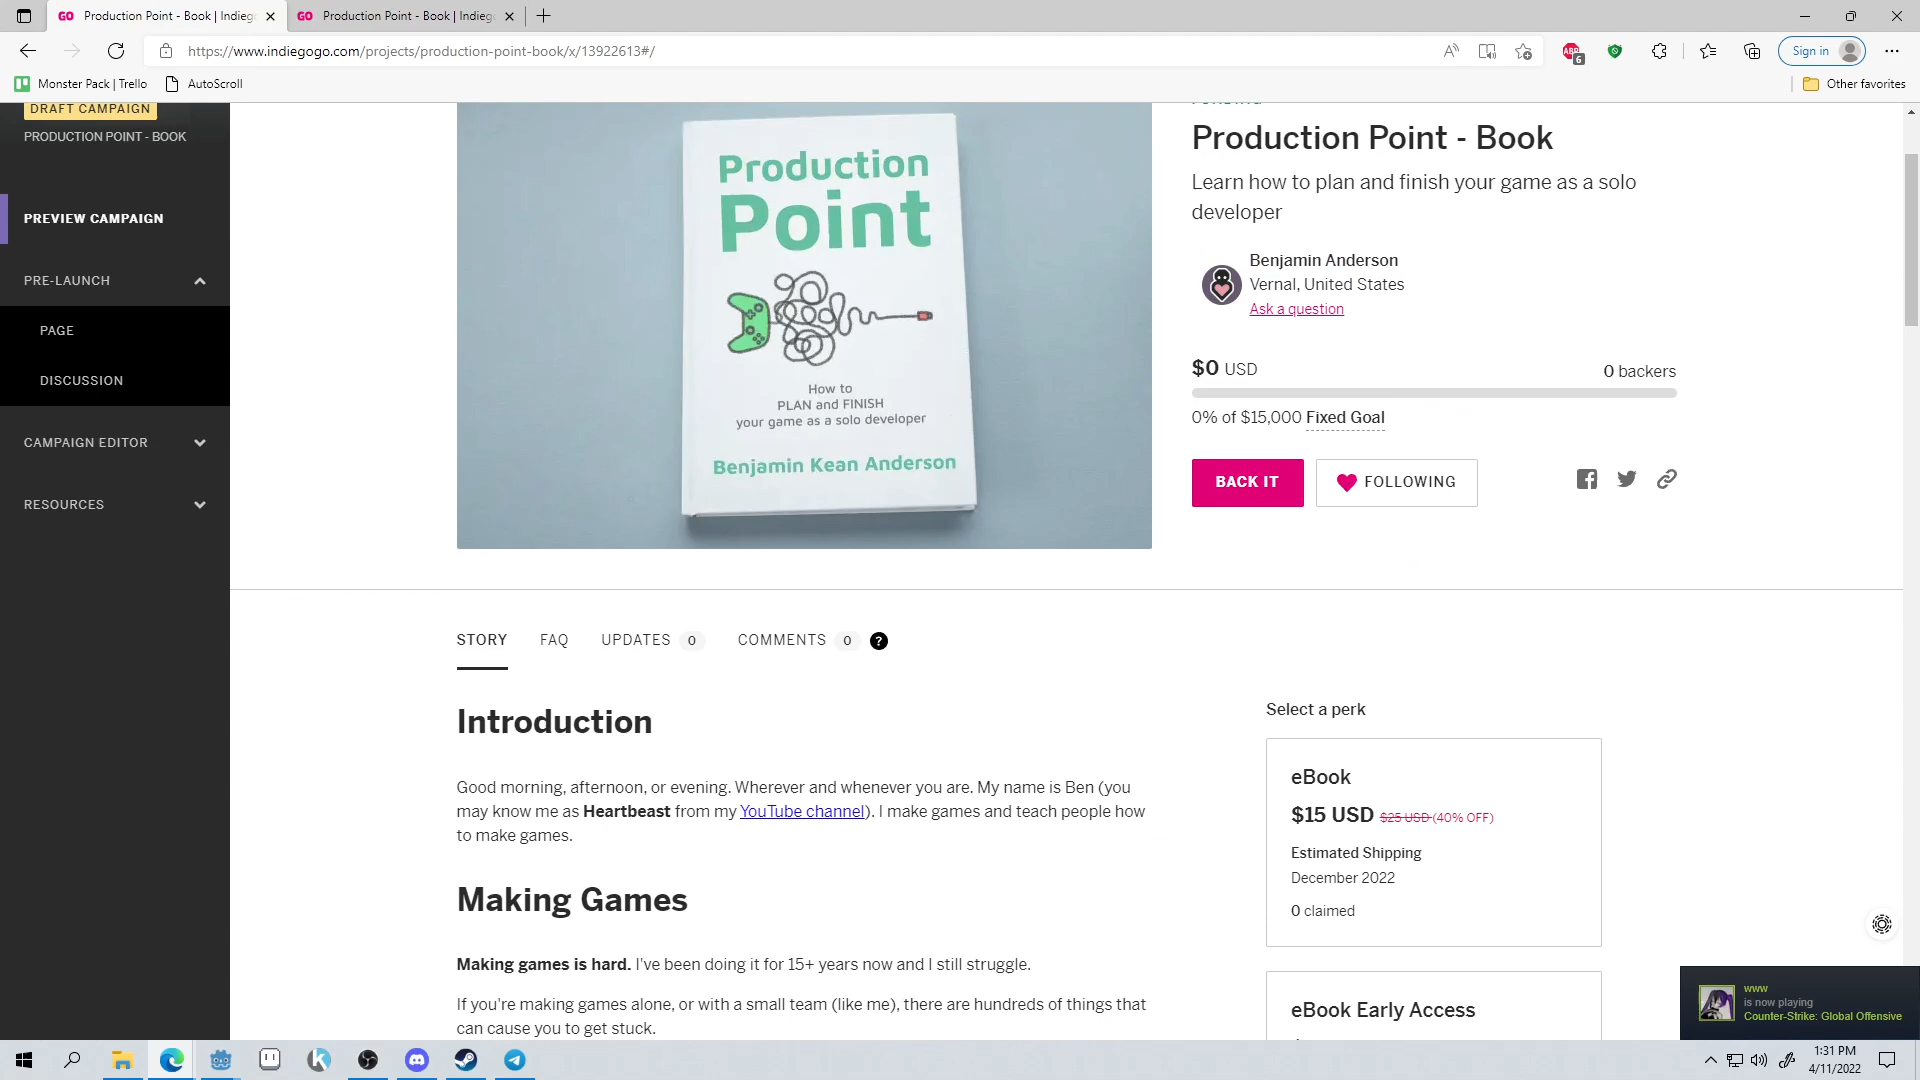 Production Point - Book | Indieg
Production Point - Book | Indieg
https://www.indiegogo.com/projects/production-point-book/x/13922613#/
ABP
6
Sign in
Monster Pack | Trello
AutoScroll
Other favorites
DRAFT CAMPAIGN
PRODUCTION POINT - BOOK
PREVIEW CAMPAIGN
PRE-LAUNCH
PAGE
DISCUSSION
CAMPAIGN EDITOR
RESOURCES
Production
Point
How to
PLAN and FINISH
your game as a solo developer
Benjamin Kean Anderson
Production Point - Book
Learn how to plan and finish your game as a solo
developer
Benjamin Anderson
Vernal, United States
Ask a question
$0 USD
0 backers
0% of $15,000 Fixed Goal
BACK IT
FOLLOWING
STORY
FAQ
UPDATES 0
COMMENTS 0 ?
Introduction
Good morning, afternoon, or evening. Wherever and whenever you are. My name is Ben (you
may know me as Heartbeast from my YouTube channel). I make games and teach people how
to make games.
Making Games
Making games is hard. I've been doing it for 15+ years now and I still struggle.
If you're making games alone, or with a small team (like me), there are hundreds of things that
can cause you to get stuck.
Select a perk
eBook
$15 USD $25 USD (40% OFF)
Estimated Shipping
December 2022
0 claimed
eBook Early Access
www
is now playing
Counter-Strike: Global Offensive
1:31 PM
4/11/2022